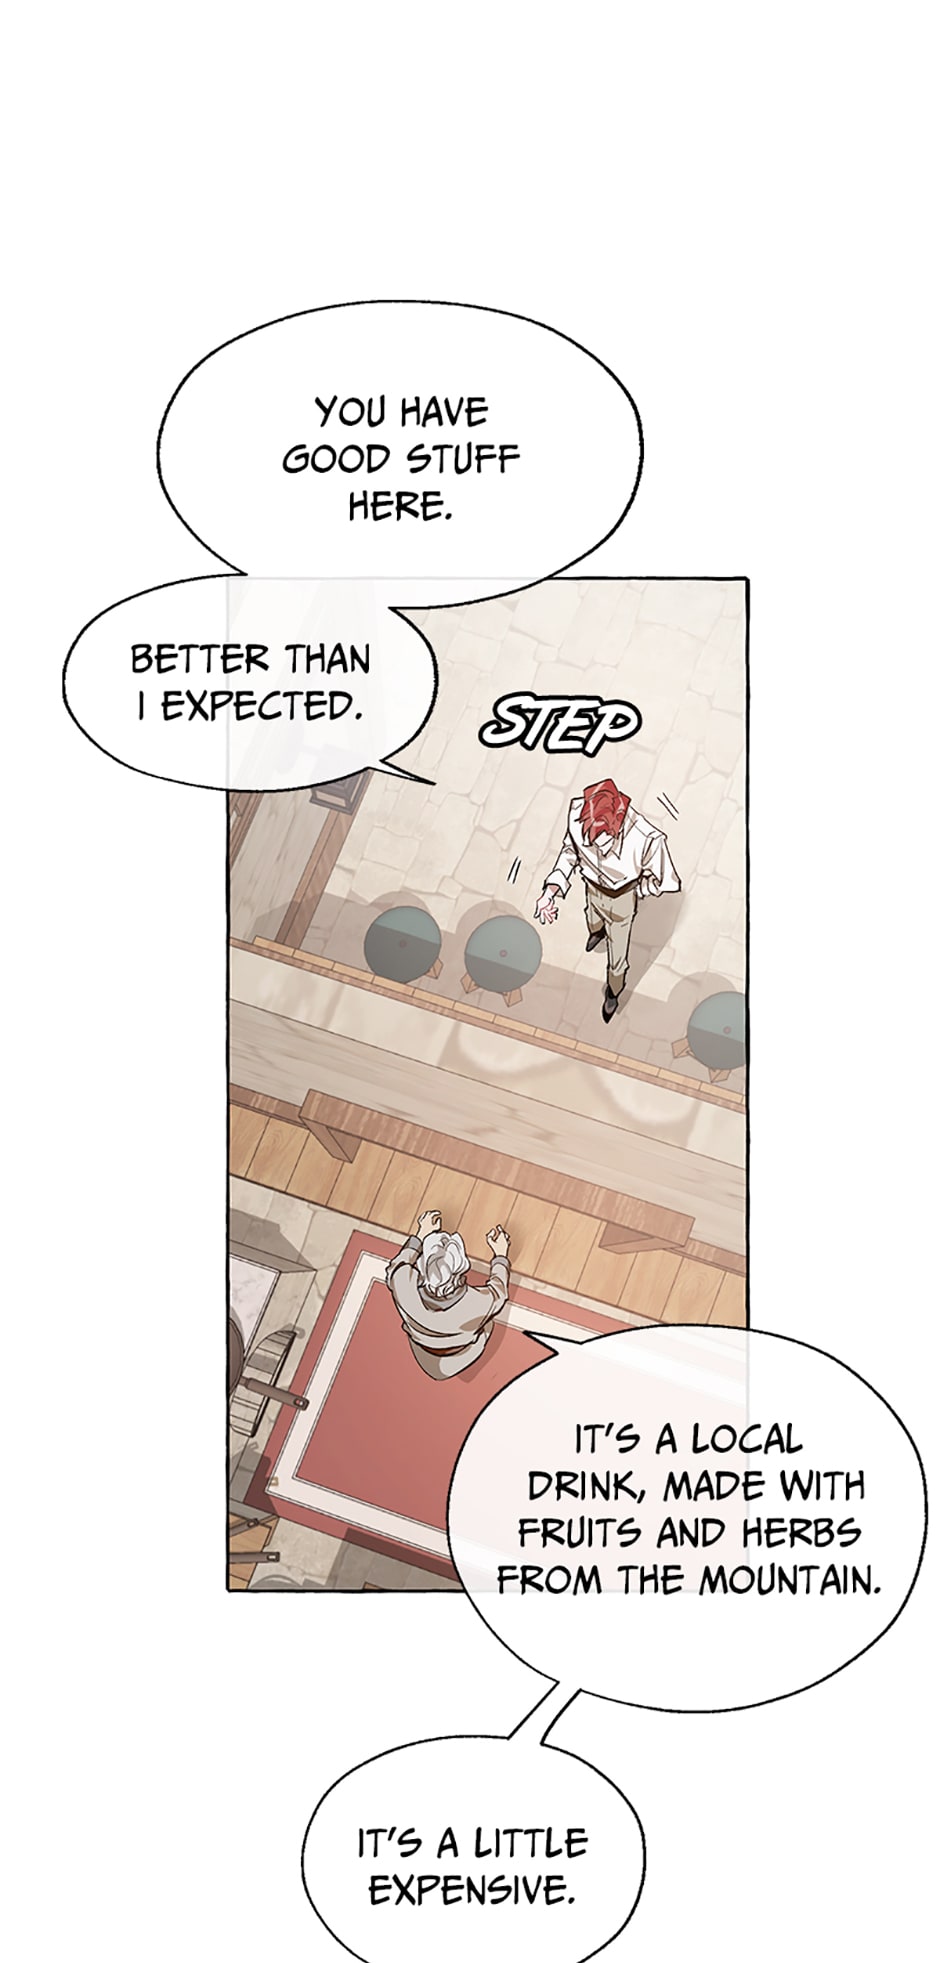 YOU HAVE
GOOD STUFF
HERE.
BETTER THAN
I EXPECTED.
STEP
IT'S A LOCAL
DRINK, MADE WITH
FRUITS AND HERBS
FROM THE MOUNTAIN.
IT'S A LITTLE
EXPENSIVE.